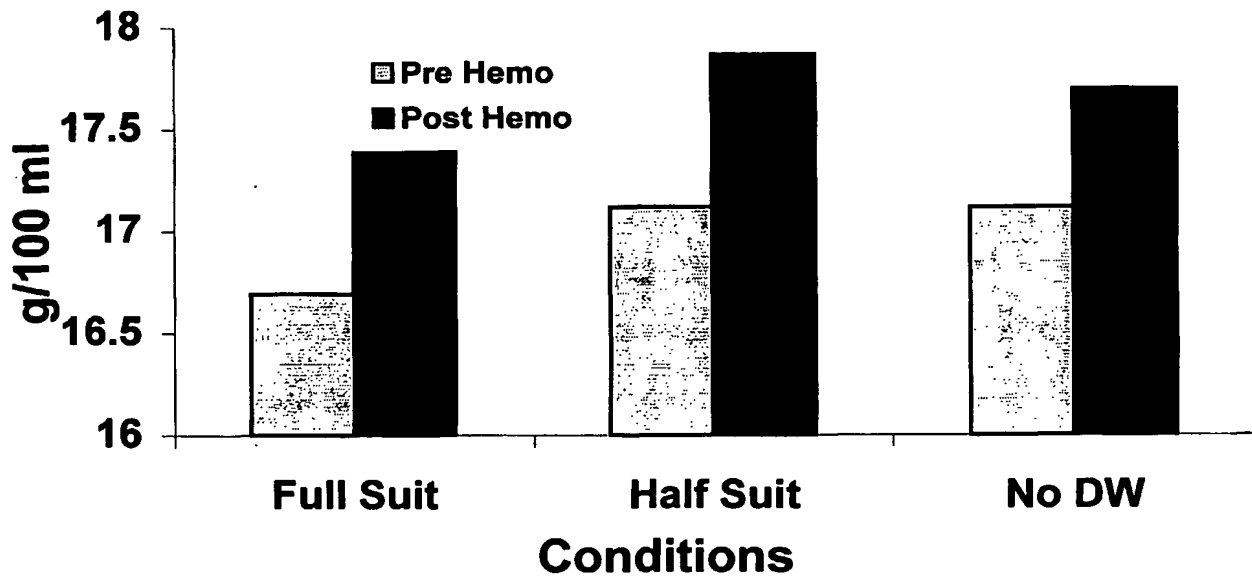 18
17.5
17
16.5
16
g/100 ml
Pre Hemo
Post Hemo
Full Suit
Half Suit
No DW
Conditions